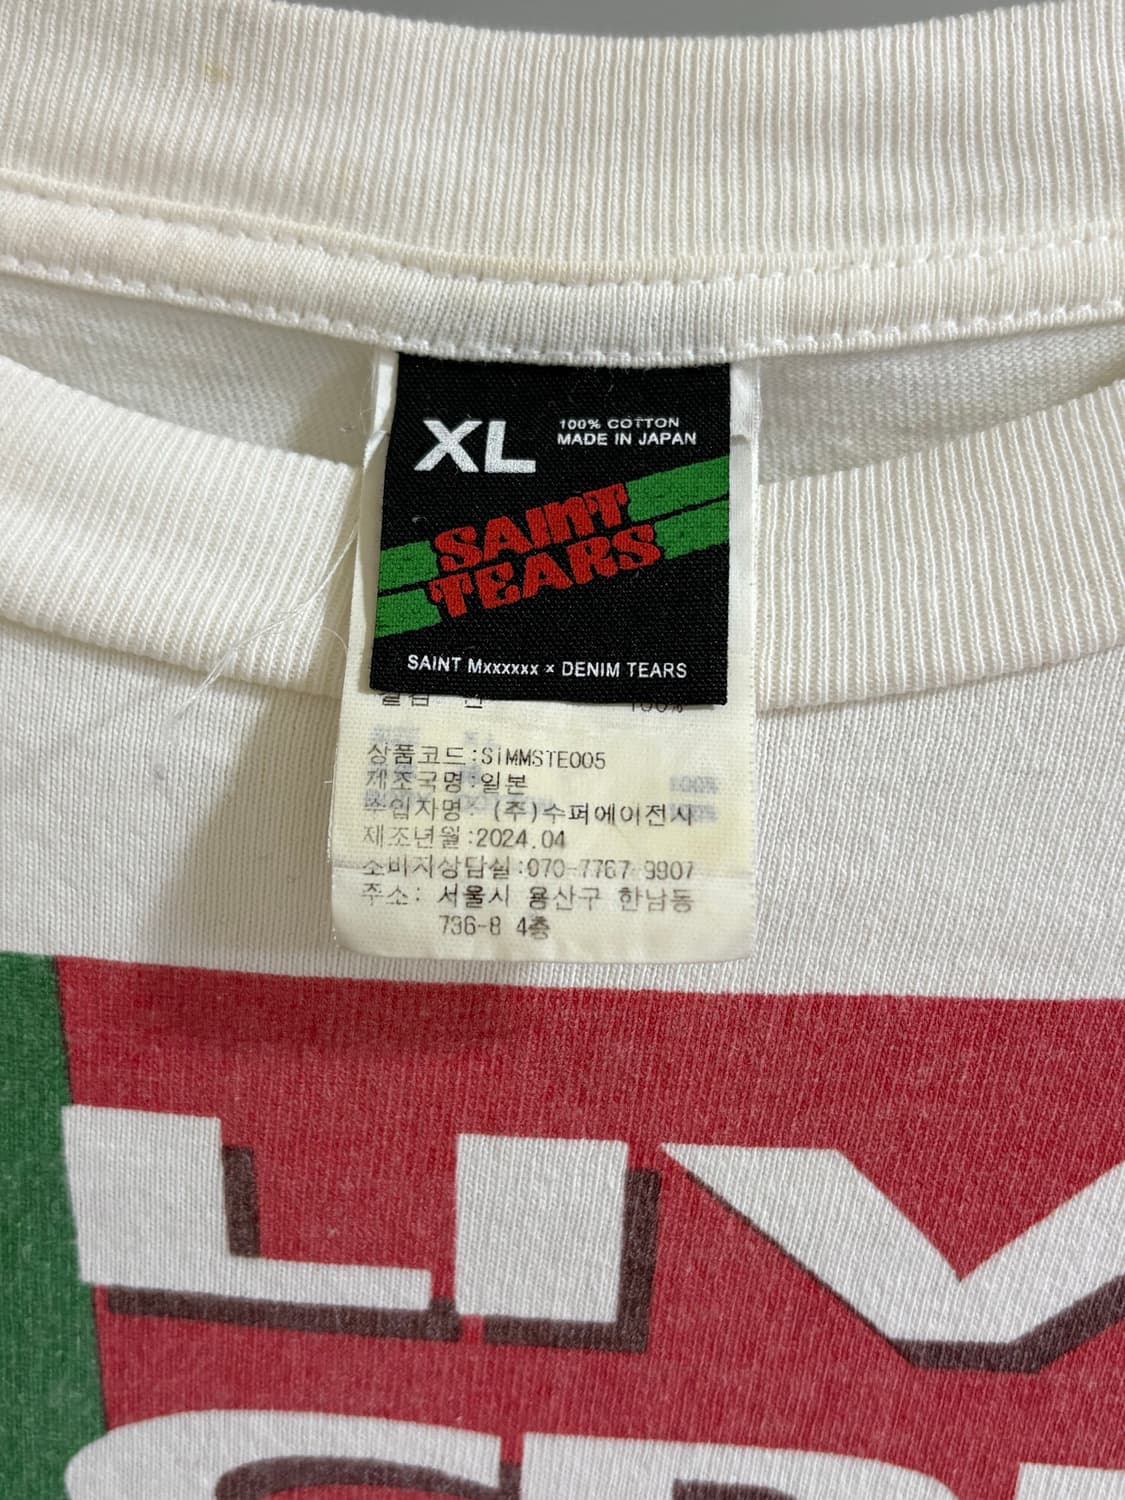 XL
100% COTTON
MADE IN JAPAN
SAINT
TEARS
SAINT Mxxxxxx × DENIM TEARS
100%
상품코드:SIMMSTE005
제조국명:일본
수입자명: (주)수퍼에이전시
제조년월:2024.04
소비자상담실:070-7767-9907
주소: 서울시 용산구 한남동
736-8 4층
LIV